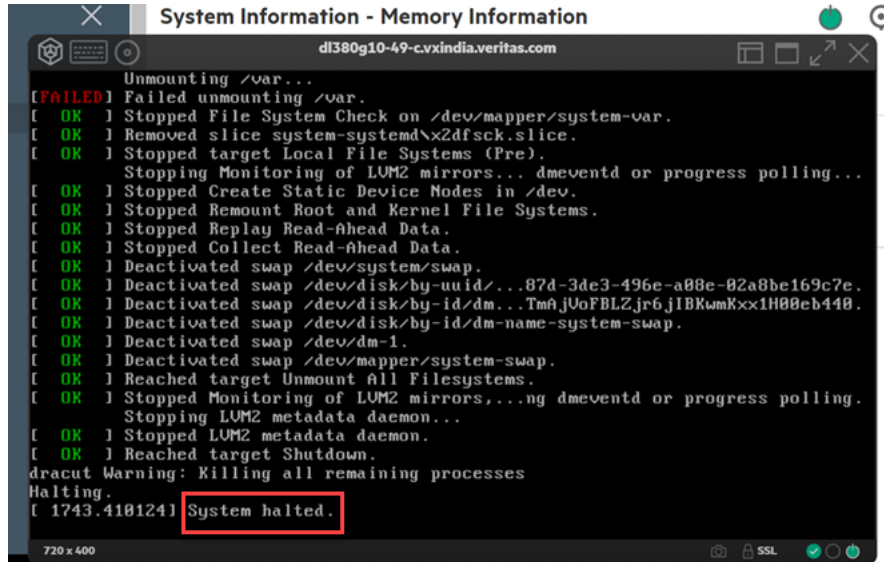 System Information - Memory Information
dl380g10-49-c.vxindia.veritas.com
Unmounting /var...
[FAILED] Failed unmounting /var.
[  OK  ] Stopped File System Check on /dev/mapper/system-var.
[  OK  ] Removed slice system-systemd\x2dfsck.slice.
[  OK  ] Stopped target Local File Systems (Pre).
Stopping Monitoring of LVM2 mirrors... dmeventd or progress polling...
[  OK  ] Stopped Create Static Device Nodes in /dev.
[  OK  ] Stopped Remount Root and Kernel File Systems.
[  OK  ] Stopped Replay Read-Ahead Data.
[  OK  ] Stopped Collect Read-Ahead Data.
[  OK  ] Deactivated swap /dev/system/swap.
[  OK  ] Deactivated swap /dev/disk/by-uuid/...87d-3de3-496e-a08e-02a8be169c7e.
[  OK  ] Deactivated swap /dev/disk/by-id/dm...TmAjVoFBLZjr6jIBKwmKxx1H00eb440.
[  OK  ] Deactivated swap /dev/disk/by-id/dm-name-system-swap.
[  OK  ] Deactivated swap /dev/dm-1.
[  OK  ] Deactivated swap /dev/mapper/system-swap.
[  OK  ] Reached target Unmount All Filesystems.
[  OK  ] Stopped Monitoring of LVM2 mirrors,...ng dmeventd or progress polling.
Stopping LVM2 metadata daemon...
[  OK  ] Stopped LVM2 metadata daemon.
[  OK  ] Reached target Shutdown.
dracut Warning: Killing all remaining processes
Halting.
[ 1743.410124] System halted.
720 x 400
SSL